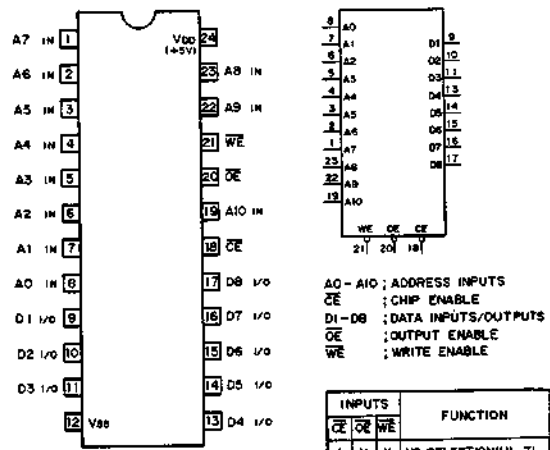 A7 IN 1
VDD (+5V) 24
A6 IN 2
23 A8 IN
A5 IN 3
22 A9 IN
A4 IN 4
21 WE
A3 IN 5
20 OE
A2 IN 6
19 A10 IN
A1 IN 7
18 CE
A0 IN 8
17 D8 I/O
D1 I/O 9
16 D7 I/O
D2 I/O 10
15 D6 I/O
D3 I/O 11
14 D5 I/O
12 VSS
13 D4 I/O
8 A0
7 A1
6 A2
5 A3
4 A4
3 A5
2 A6
1 A7
23 A8
22 A9
19 A10
D1 9
D2 10
D3 11
D4 13
D5 14
D6 15
D7 16
D8 17
WE OE CE
21 20 18
A0-A10 ; ADDRESS INPUTS
CE ; CHIP ENABLE
D1-D8 ; DATA INPUTS/OUTPUTS
OE ; OUTPUT ENABLE
WE ; WRITE ENABLE
INPUTS
FUNCTION
CE OE WE